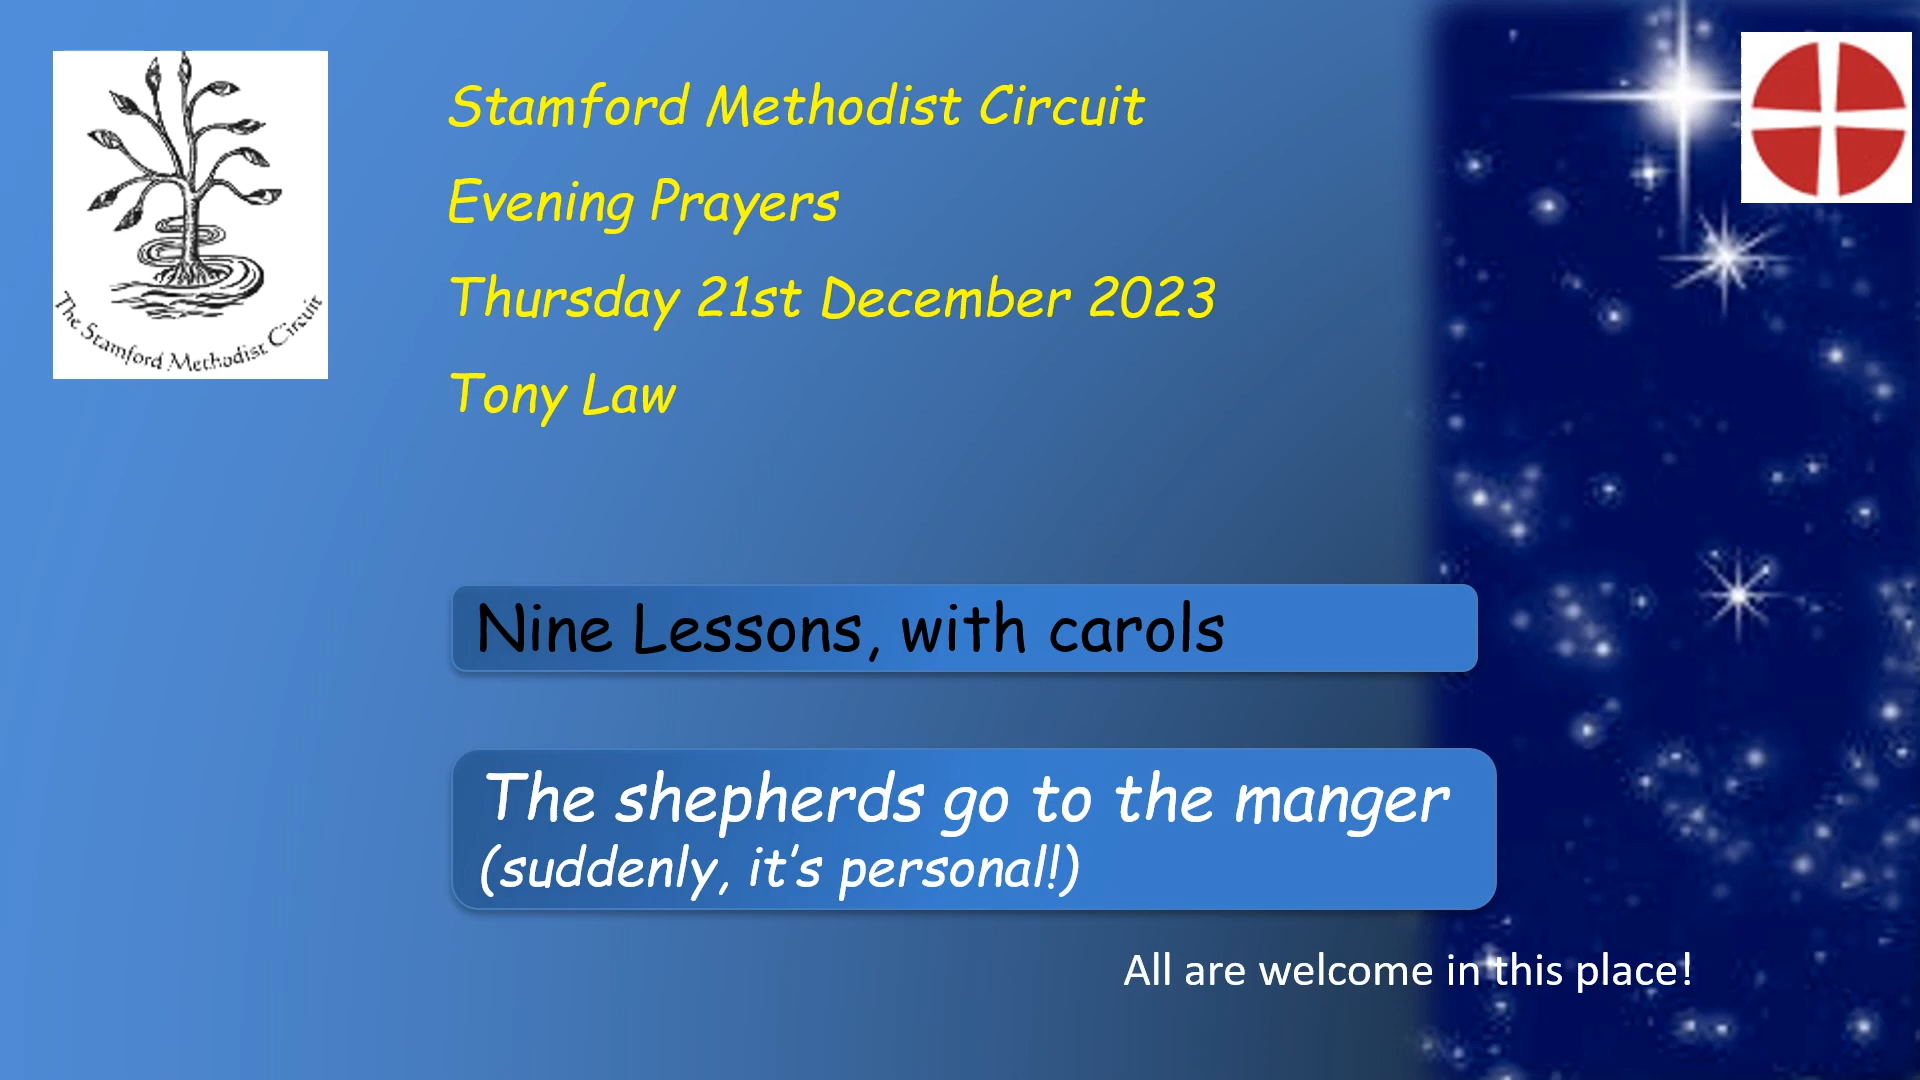 The Stamford Methodist Circuit
Stamford Methodist Circuit
Evening Prayers
Thursday 21st December 2023
Tony Law
Nine Lessons, with carols
The shepherds go to the manger
(suddenly, it’s personal!)
All are welcome in this place!